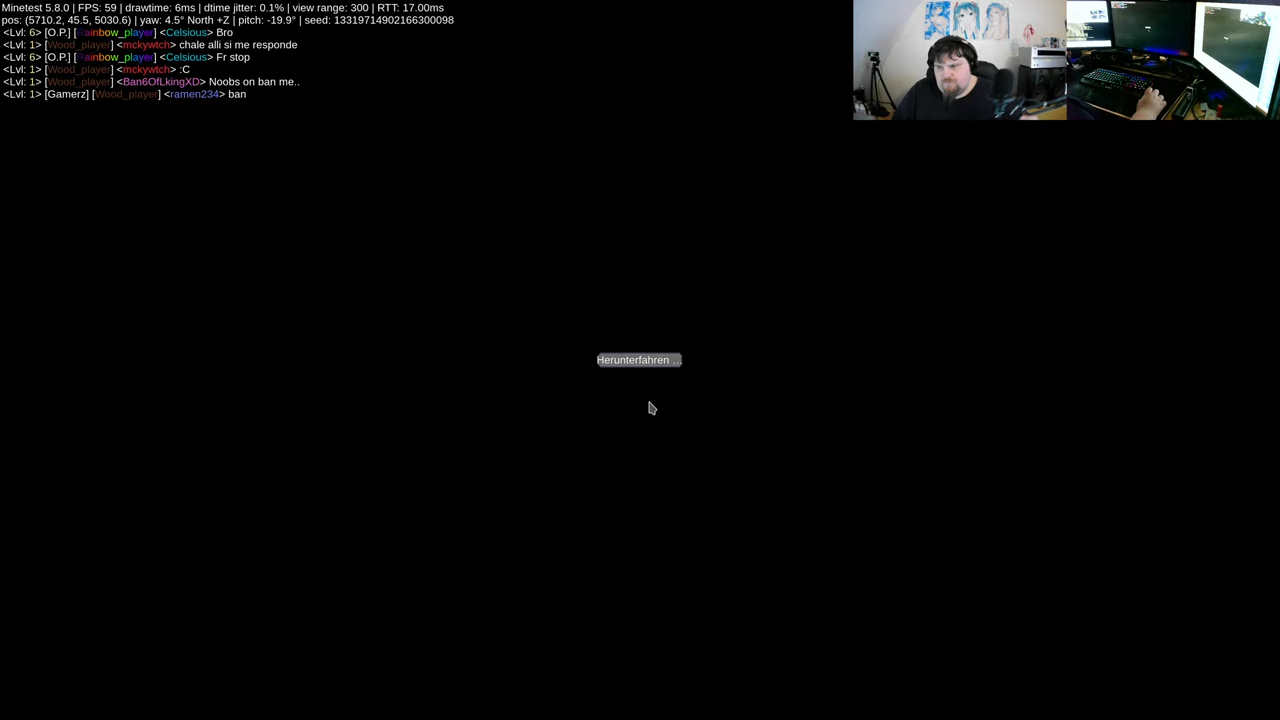 Minetest 5.8.0 | FPS: 59 | drawtime: 6ms | dtime jitter: 0.1% | view range: 300 | RTT: 17.00ms
pos: (5710.2, 45.5, 5030.6) | yaw: 4.5° North +Z | pitch: -19.9° | seed: 13319714902166300098
<Lvl: 6> [O.P.] [Rainbow_player] <Celsious> Bro
<Lvl: 1> [Wood_player] <mckywtch> chale alli si me responde
<Lvl: 6> [O.P.] [Rainbow_player] <Celsious> Fr stop
<Lvl: 1> [Wood_player] <mckywtch> :C
<Lvl: 1> [Wood_player] <Ban6OfLkingXD> Noobs on ban me..
<Lvl: 1> [Gamerz] [Wood_player] <ramen234> ban
Herunterfahren ...